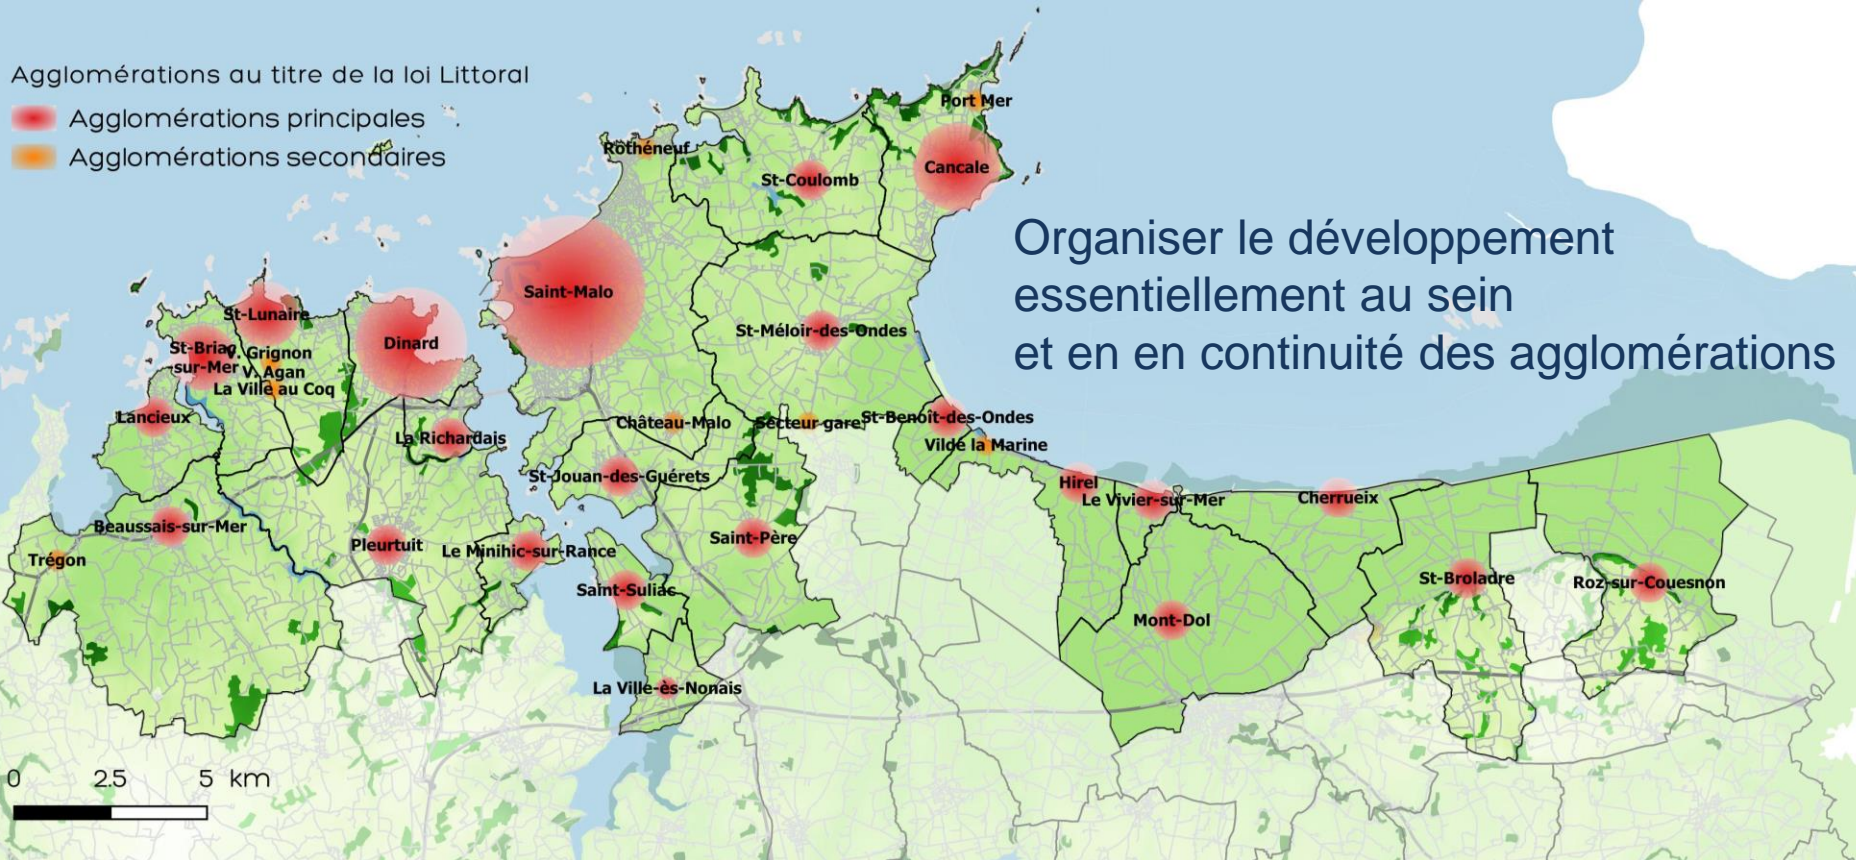 Agglomérations au titre de la loi Littoral
Agglomérations principales
Agglomérations secondaires
Port Mer
Rothéneuf
St-Coulomb
Cancale
Organiser le développement
essentiellement au sein
et en en continuité des agglomérations
Saint-Malo
St-Lunaire
Dinard
St-Méloir-des-Ondes
St-Briac
-sur-Mer
V. Grignon
V. Agan
La Ville au Coq
Lancieux
La Richardais
Château-Malo
Secteur gare
St-Benoît-des-Ondes
Vildé la Marine
St-Jouan-des-Guérets
Hirel
Le Vivier-sur-Mer
Cherrueix
Beaussais-sur-Mer
Trégon
Pleurtuit
Le Minihic-sur-Rance
Saint-Père
Saint-Suliac
St-Broladre
Roz-sur-Couesnon
Mont-Dol
La Ville-ès-Nonais
0 2.5 5 km